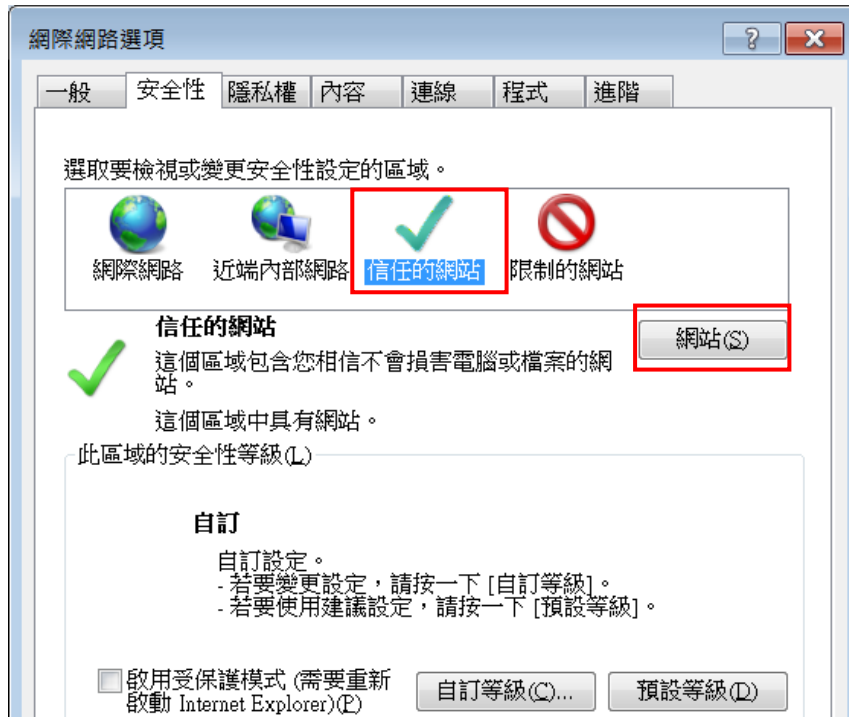 網際網路選項
一般 安全性 隱私權 內容 連線 程式 進階
選取要檢視或變更安全性設定的區域。
網際網路 近端內部網路 信任的網站 限制的網站
信任的網站
網站(S)
這個區域包含您相信不會損害電腦或檔案的網
站。
這個區域中具有網站。
此區域的安全性等級(L)
自訂
自訂設定。
- 若要變更設定，請按一下 [自訂等級]。
- 若要使用建議設定，請按一下 [預設等級]。
啟用受保護模式 (需要重新
啟動 Internet Explorer)(P)
自訂等級(C)... 預設等級(D)